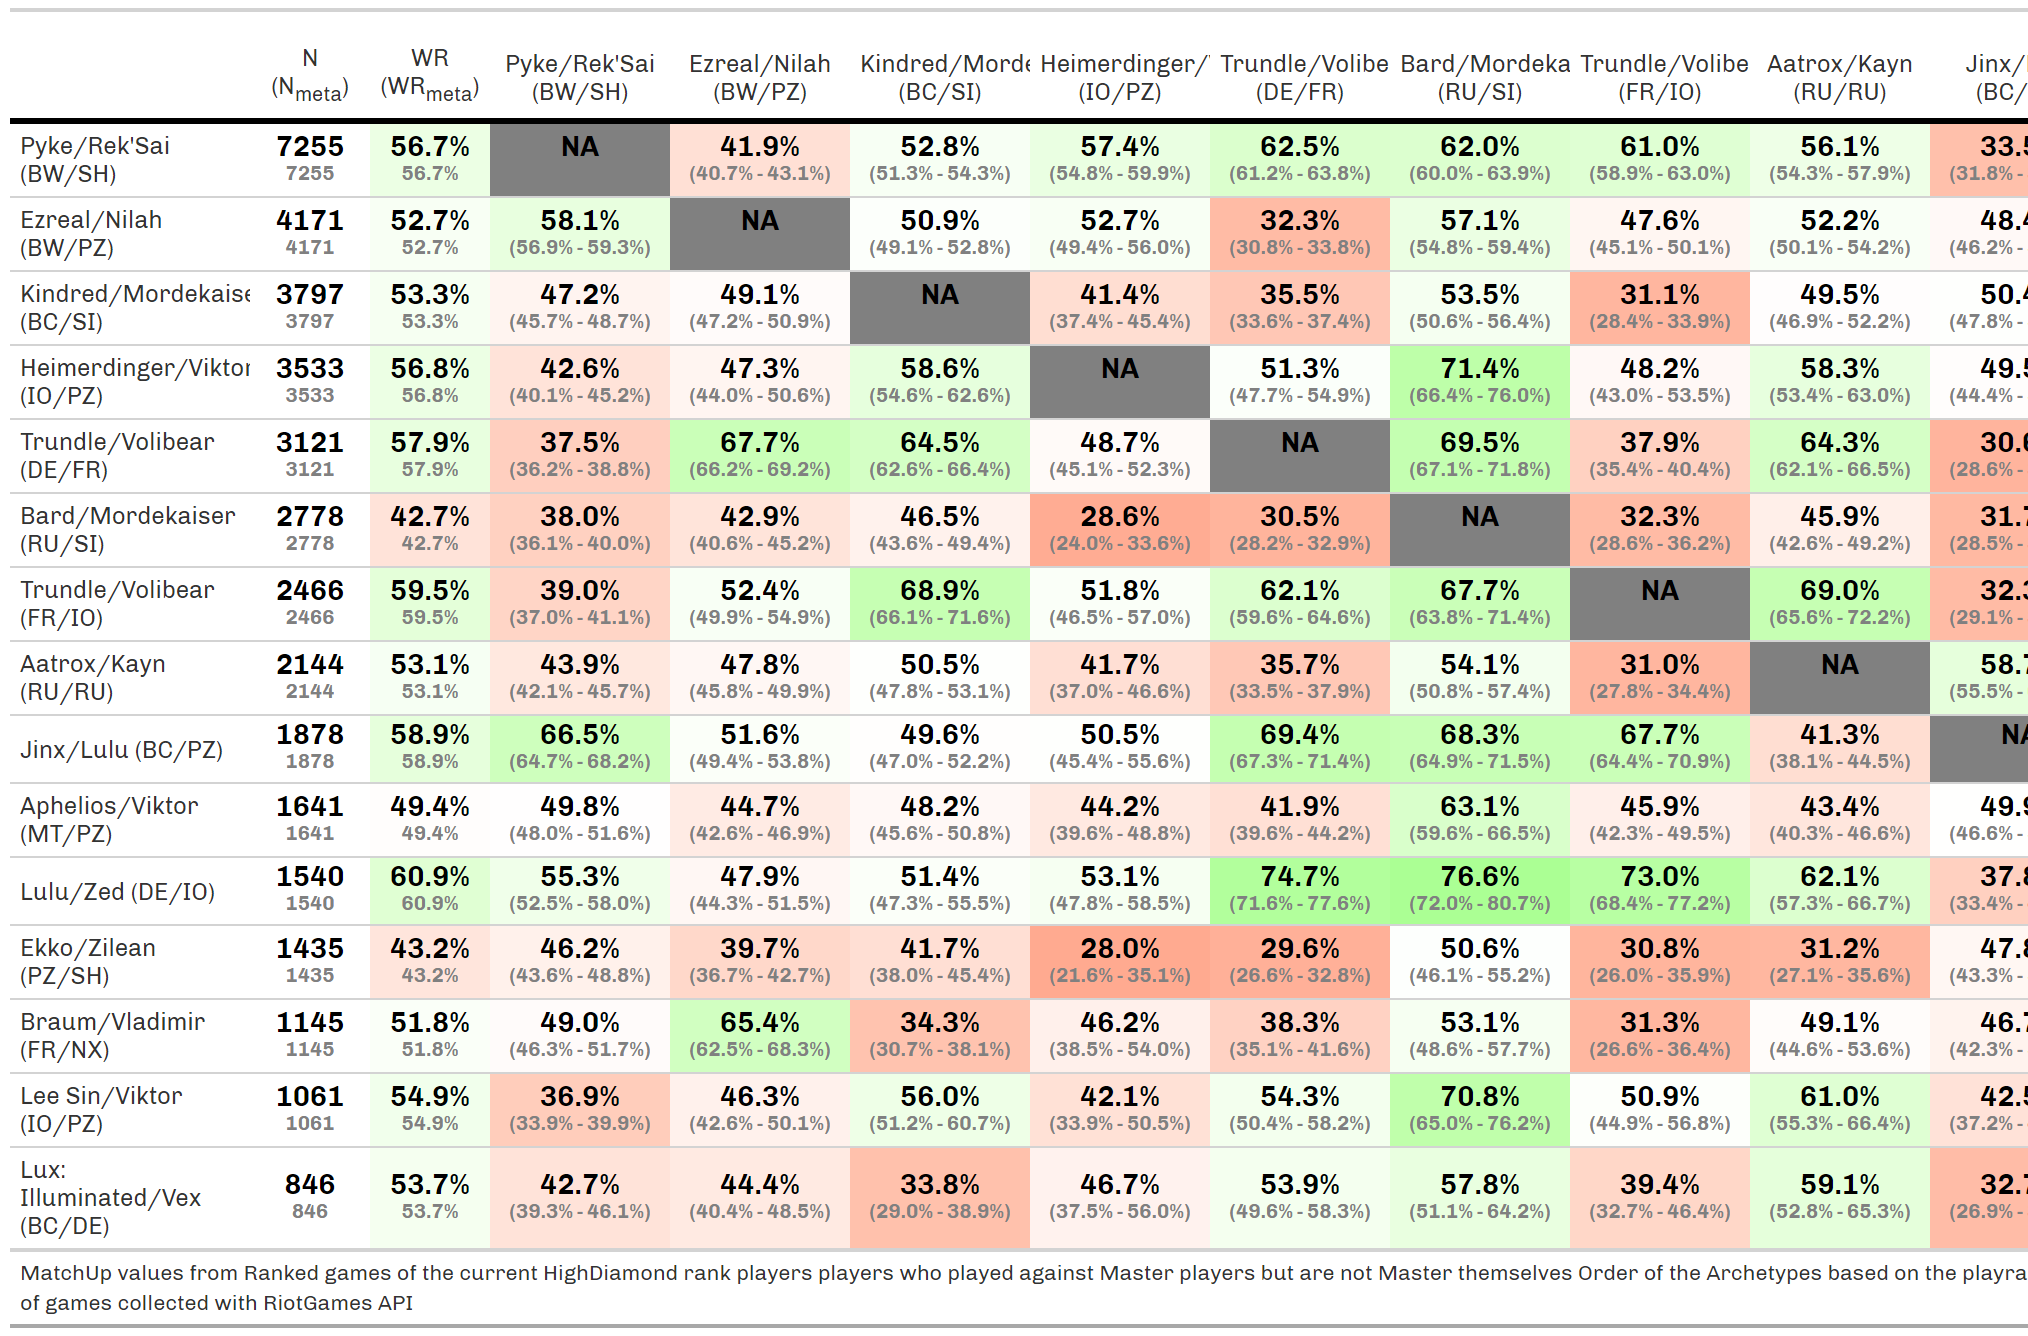 N WR Pyke/Rek'Sai Ezreal/Nilah Kindred/Morde Heimerdinger/ Trundle/Volibe Bard/Mordeka Trundle/Volibe Aatrox/Kayn Jinx/
(Nmeta) (WRmeta) (BW/SH) (BW/PZ) (BC/SI) (IO/PZ) (DE/FR) (RU/SI) (FR/IO) (RU/RU) (BC/
Pyke/Rek'Sai 7255 56.7% NA 41.9% 52.8% 57.4% 62.5% 62.0% 61.0% 56.1% 33.5
(BW/SH) 7255 56.7% (40.7% - 43.1%) (51.3% - 54.3%) (54.8% - 59.9%) (61.2% - 63.8%) (60.0% - 63.9%) (58.9% - 63.0%) (54.3% - 57.9%) (31.8% -
Ezreal/Nilah 4171 52.7% 58.1% NA 50.9% 52.7% 32.3% 57.1% 47.6% 52.2% 48.4
(BW/PZ) 4171 52.7% (56.9% - 59.3%) (49.1% - 52.8%) (49.4% - 56.0%) (30.8% - 33.8%) (54.8% - 59.4%) (45.1% - 50.1%) (50.1% - 54.2%) (46.2% -
Kindred/Mordekaise 3797 53.3% 47.2% 49.1% NA 41.4% 35.5% 53.5% 31.1% 49.5% 50.4
(BC/SI) 3797 53.3% (45.7% - 48.7%) (47.2% - 50.9%) (37.4% - 45.4%) (33.6% - 37.4%) (50.6% - 56.4%) (28.4% - 33.9%) (46.9% - 52.2%) (47.8% -
Heimerdinger/Viktor 3533 56.8% 42.6% 47.3% 58.6% NA 51.3% 71.4% 48.2% 58.3% 49.5
(IO/PZ) 3533 56.8% (40.1% - 45.2%) (44.0% - 50.6%) (54.6% - 62.6%) (47.7% - 54.9%) (66.4% - 76.0%) (43.0% - 53.5%) (53.4% - 63.0%) (44.4% -
Trundle/Volibear 3121 57.9% 37.5% 67.7% 64.5% 48.7% NA 69.5% 37.9% 64.3% 30.6
(DE/FR) 3121 57.9% (36.2% - 38.8%) (66.2% - 69.2%) (62.6% - 66.4%) (45.1% - 52.3%) (67.1% - 71.8%) (35.4% - 40.4%) (62.1% - 66.5%) (28.6% -
Bard/Mordekaiser 2778 42.7% 38.0% 42.9% 46.5% 28.6% 30.5% NA 32.3% 45.9% 31.7
(RU/SI) 2778 42.7% (36.1% - 40.0%) (40.6% - 45.2%) (43.6% - 49.4%) (24.0% - 33.6%) (28.2% - 32.9%) (28.6% - 36.2%) (42.6% - 49.2%) (28.5% -
Trundle/Volibear 2466 59.5% 39.0% 52.4% 68.9% 51.8% 62.1% 67.7% NA 69.0% 32.3
(FR/IO) 2466 59.5% (37.0% - 41.1%) (49.9% - 54.9%) (66.1% - 71.6%) (46.5% - 57.0%) (59.6% - 64.6%) (63.8% - 71.4%) (65.6% - 72.2%) (29.1% -
Aatrox/Kayn 2144 53.1% 43.9% 47.8% 50.5% 41.7% 35.7% 54.1% 31.0% NA 58.7
(RU/RU) 2144 53.1% (42.1% - 45.7%) (45.8% - 49.9%) (47.8% - 53.1%) (37.0% - 46.6%) (33.5% - 37.9%) (50.8% - 57.4%) (27.8% - 34.4%) (55.5% -
Jinx/Lulu (BC/PZ) 1878 58.9% 66.5% 51.6% 49.6% 50.5% 69.4% 68.3% 67.7% 41.3% NA
1878 58.9% (64.7% - 68.2%) (49.4% - 53.8%) (47.0% - 52.2%) (45.4% - 55.6%) (67.3% - 71.4%) (64.9% - 71.5%) (64.4% - 70.9%) (38.1% - 44.5%)
Aphelios/Viktor 1641 49.4% 49.8% 44.7% 48.2% 44.2% 41.9% 63.1% 45.9% 43.4% 49.9
(MT/PZ) 1641 49.4% (48.0% - 51.6%) (42.6% - 46.9%) (45.6% - 50.8%) (39.6% - 48.8%) (39.6% - 44.2%) (59.6% - 66.5%) (42.3% - 49.5%) (40.3% - 46.6%) (46.6% -
Lulu/Zed (DE/IO) 1540 60.9% 55.3% 47.9% 51.4% 53.1% 74.7% 76.6% 73.0% 62.1% 37.8
1540 60.9% (52.5% - 58.0%) (44.3% - 51.5%) (47.3% - 55.5%) (47.8% - 58.5%) (71.6% - 77.6%) (72.0% - 80.7%) (68.4% - 77.2%) (57.3% - 66.7%) (33.4% -
Ekko/Zilean 1435 43.2% 46.2% 39.7% 41.7% 28.0% 29.6% 50.6% 30.8% 31.2% 47.8
(PZ/SH) 1435 43.2% (43.6% - 48.8%) (36.7% - 42.7%) (38.0% - 45.4%) (21.6% - 35.1%) (26.6% - 32.8%) (46.1% - 55.2%) (26.0% - 35.9%) (27.1% - 35.6%) (43.3% -
Braum/Vladimir 1145 51.8% 49.0% 65.4% 34.3% 46.2% 38.3% 53.1% 31.3% 49.1% 46.7
(FR/NX) 1145 51.8% (46.3% - 51.7%) (62.5% - 68.3%) (30.7% - 38.1%) (38.5% - 54.0%) (35.1% - 41.6%) (48.6% - 57.7%) (26.6% - 36.4%) (44.6% - 53.6%) (42.3% -
Lee Sin/Viktor 1061 54.9% 36.9% 46.3% 56.0% 42.1% 54.3% 70.8% 50.9% 61.0% 42.5
(IO/PZ) 1061 54.9% (33.9% - 39.9%) (42.6% - 50.1%) (51.2% - 60.7%) (33.9% - 50.5%) (50.4% - 58.2%) (65.0% - 76.2%) (44.9% - 56.8%) (55.3% - 66.4%) (37.2% -
Lux:
Illuminated/Vex 846 53.7% 42.7% 44.4% 33.8% 46.7% 53.9% 57.8% 39.4% 59.1% 32.7
(BC/DE) 846 53.7% (39.3% - 46.1%) (40.4% - 48.5%) (29.0% - 38.9%) (37.5% - 56.0%) (49.6% - 58.3%) (51.1% - 64.2%) (32.7% - 46.4%) (52.8% - 65.3%) (26.9% -
MatchUp values from Ranked games of the current HighDiamond rank players players who played against Master players but are not Master themselves Order of the Archetypes based on the playra
of games collected with RiotGames API